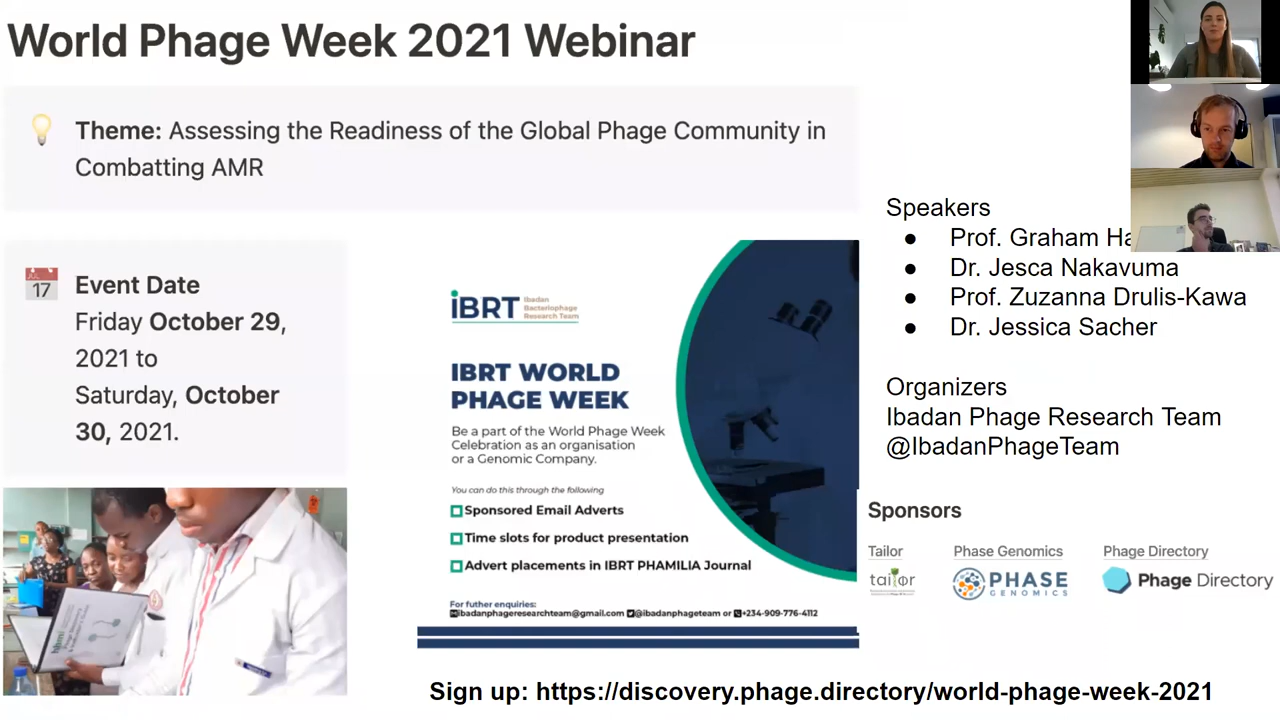 World Phage Week 2021 Webinar
Theme: Assessing the Readiness of the Global Phage Community in
Combatting AMR
17
Event Date
Friday October 29,
2021 to
Saturday, October
30, 2021.
iBRT Ibadan
Bacteriophage
Research Team
IBRT WORLD
PHAGE WEEK
Be a part of the World Phage Week
Celebration as an organisation
or a Genomic Company.
You can do this through the following
Sponsored Email Adverts
Time slots for product presentation
Advert placements in IBRT PHAMILIA Journal
For futher enquiries:
ibadanphageresearchteam@gmail.com @ibadanphageteam or +234-909-776-4112
Speakers
● Prof. Graham Ha
● Dr. Jesca Nakavuma
● Prof. Zuzanna Drulis-Kawa
● Dr. Jessica Sacher
Organizers
Ibadan Phage Research Team
@IbadanPhageTeam
Sponsors
Tailor Phase Genomics Phage Directory
tailor PHASE GENOMICS Phage Directory
Sign up: https://discovery.phage.directory/world-phage-week-2021